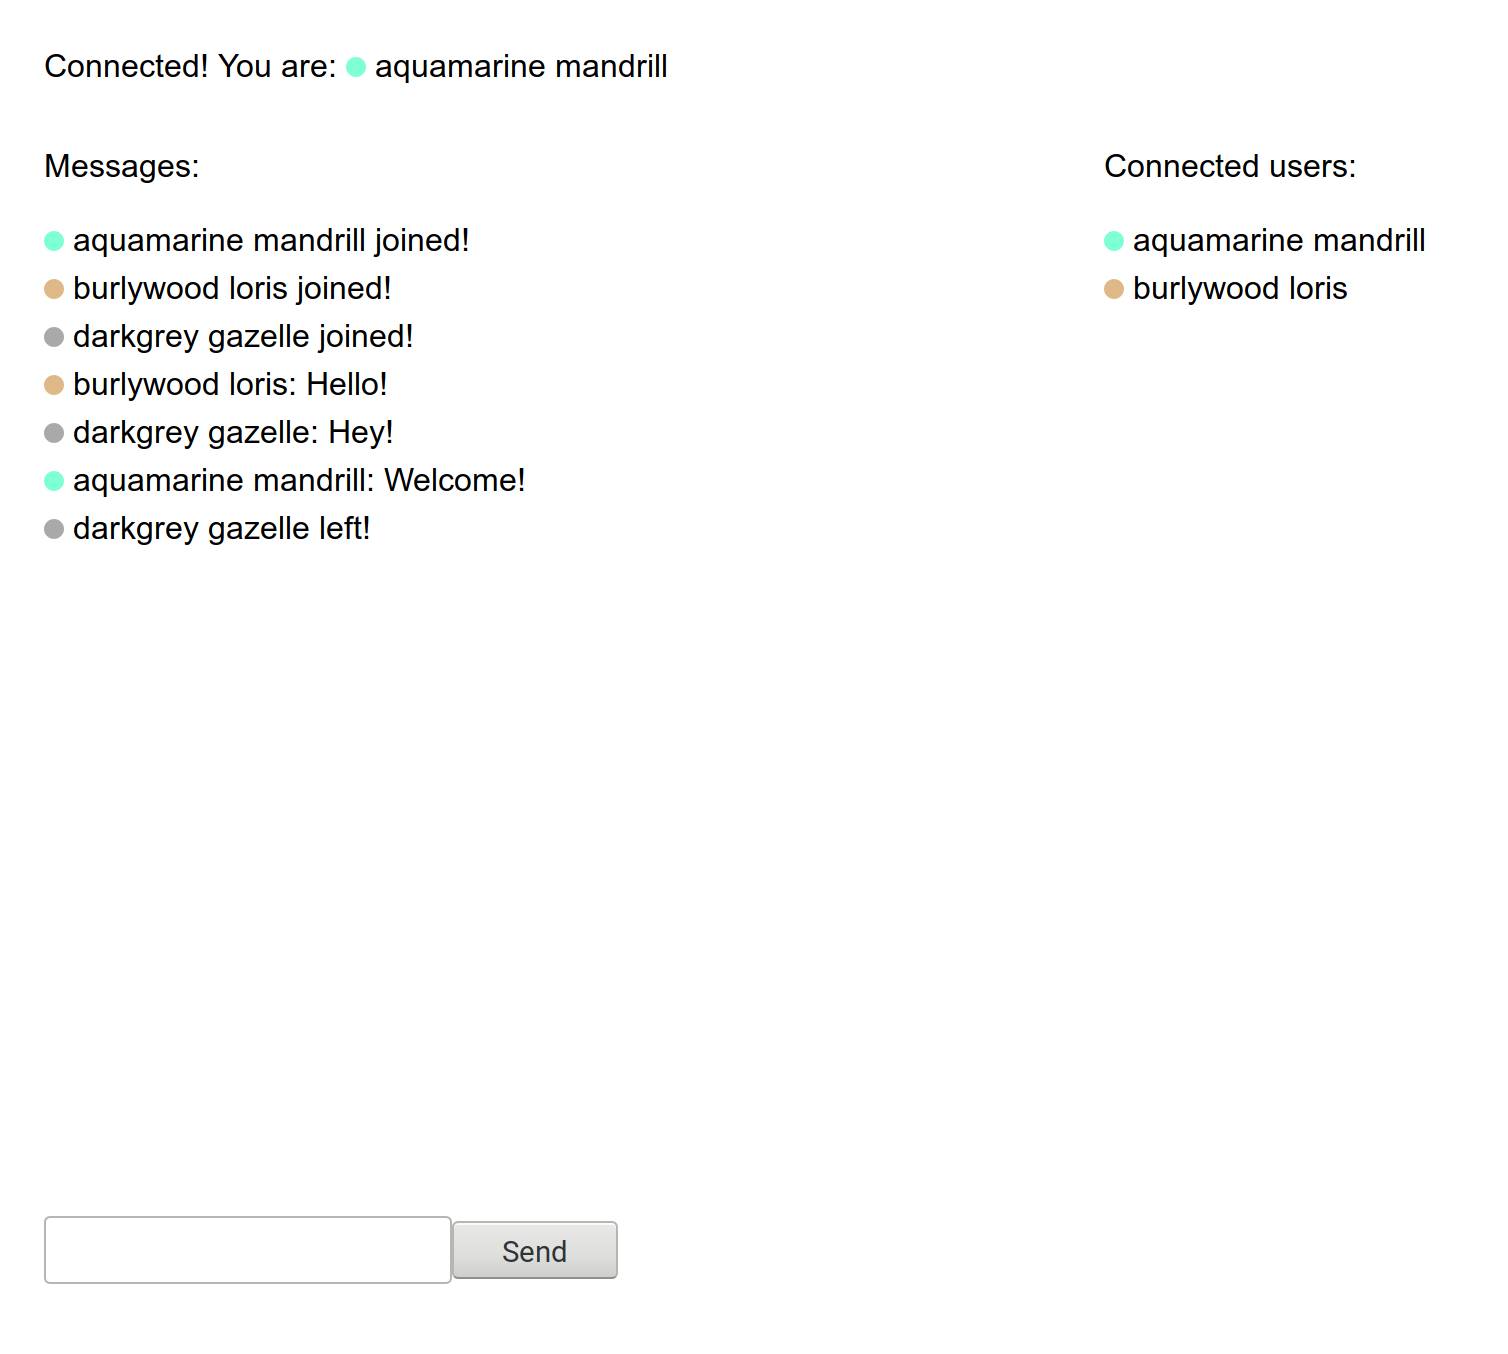 Connected! You are: aquamarine mandrill
Messages:
aquamarine mandrill joined!
burlywood loris joined!
darkgrey gazelle joined!
burlywood loris: Hello!
darkgrey gazelle: Hey!
aquamarine mandrill: Welcome!
darkgrey gazelle left!
Connected users:
aquamarine mandrill
burlywood loris
Send